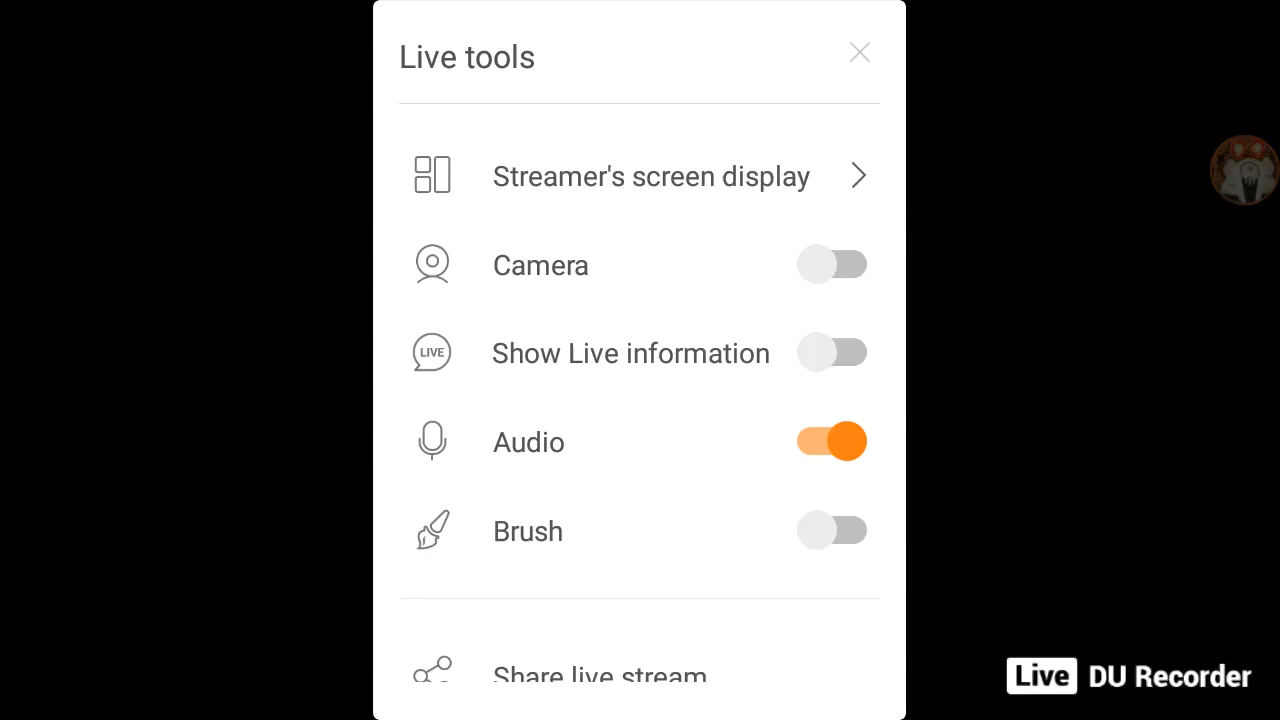 Live tools
Streamer's screen display
Camera
LIVE
Show Live information
Audio
Brush
Share live stream
Live DU Recorder